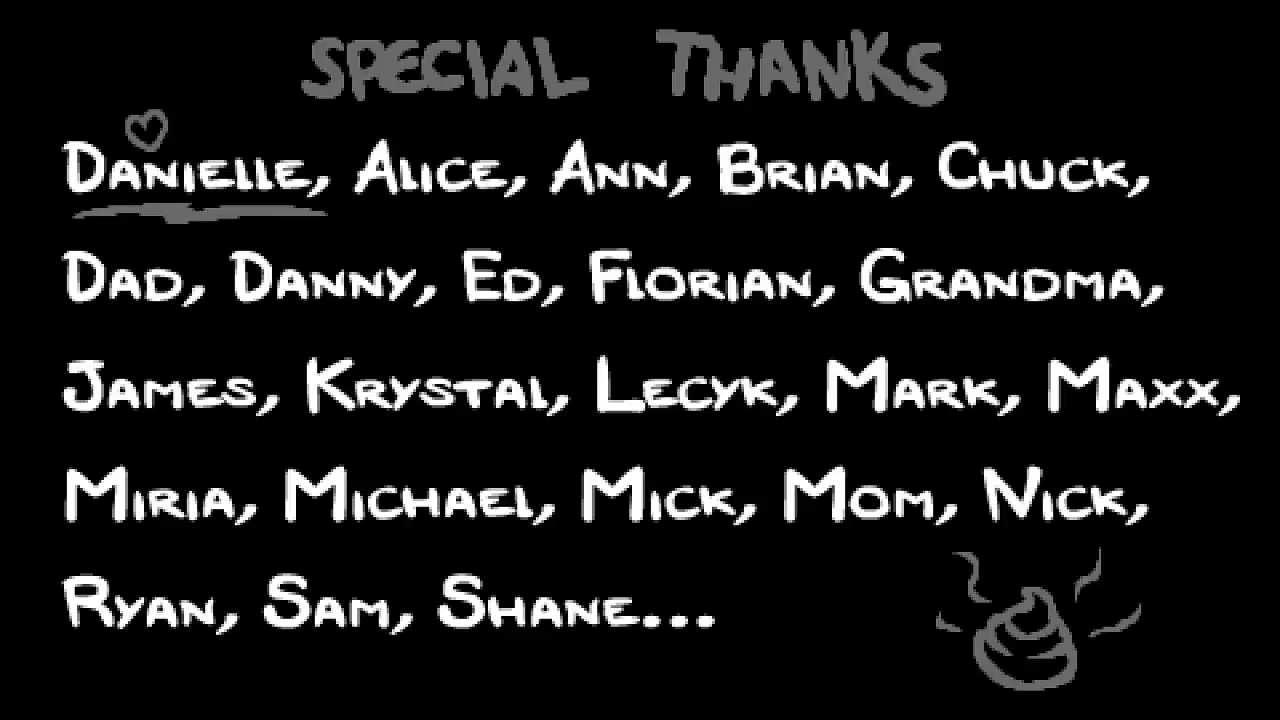 SPECIAL THANKS
Danielle, Alice, Ann, Brian, Chuck,
Dad, Danny, Ed, Florian, Grandma,
James, Krystal, Lecyk, Mark, Maxx,
Miria, Michael, Mick, Mom, Nick,
Ryan, Sam, Shane...